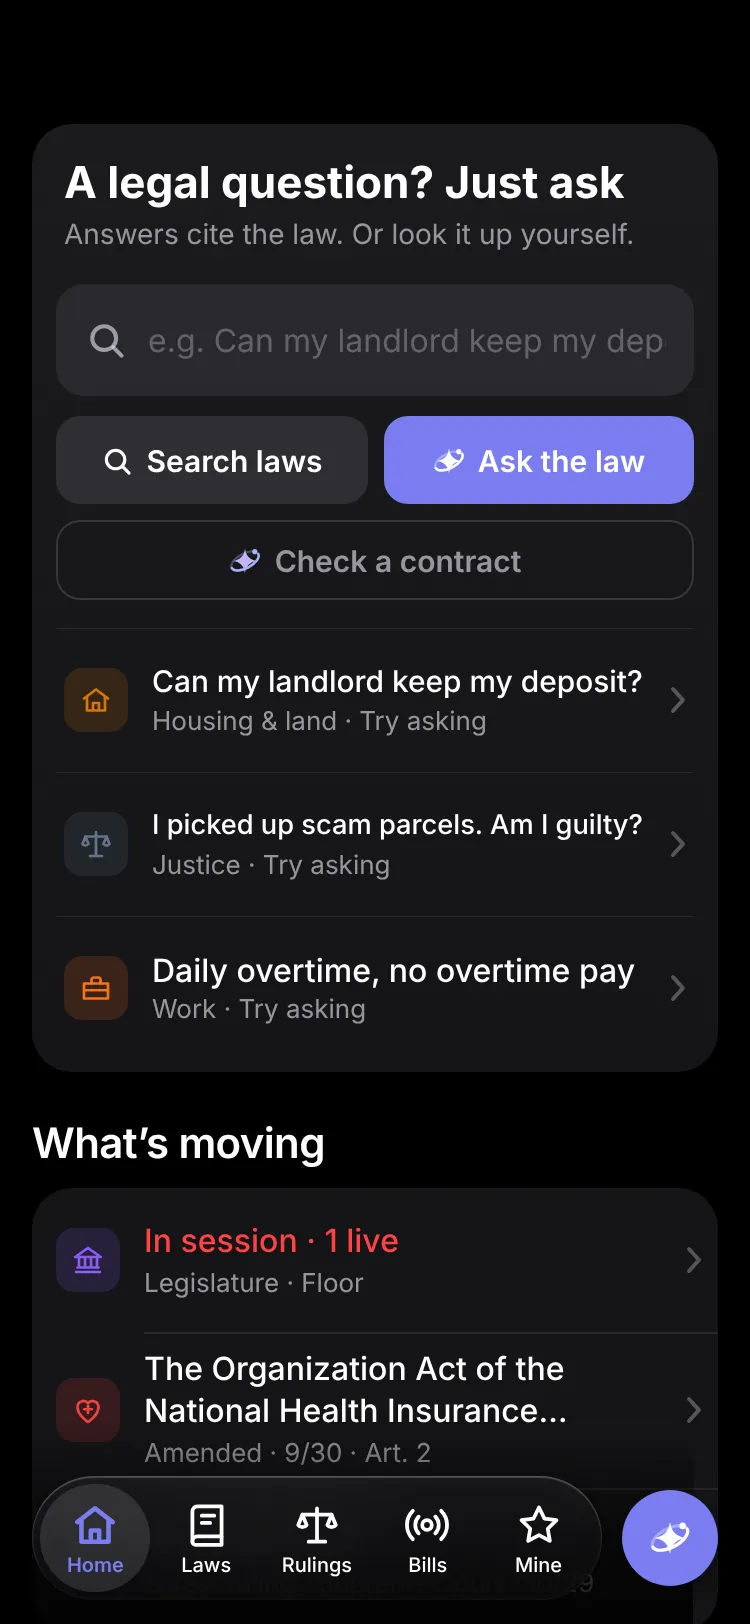 A legal question? Just ask
Answers cite the law. Or look it up yourself.
e.g. Can my landlord keep my dep
Search laws
Ask the law
Check a contract
Can my landlord keep my deposit?
Housing & land · Try asking
I picked up scam parcels. Am I guilty?
Justice · Try asking
Daily overtime, no overtime pay
Work · Try asking
What’s moving
In session · 1 live
Legislature · Floor
The Organization Act of the
National Health Insurance...
Amended · 9/30 · Art. 2
Home
Laws
Rulings
Bills
Mine